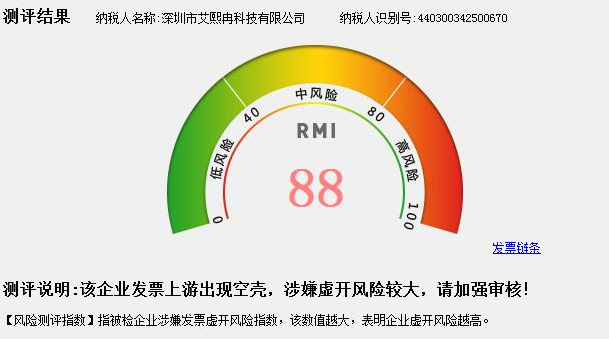 测评结果 纳税人名称:深圳市艾熙冉科技有限公司 纳税人识别号:440300342500670
中风险
40
80
RMI
低风险
高风险
88
0
100
发票链条
测评说明:该企业发票上游出现空壳，涉嫌虚开风险较大，请加强审核！
【风险测评指数】指被检企业涉嫌发票虚开风险指数，该数值越大，表明企业虚开风险越高。